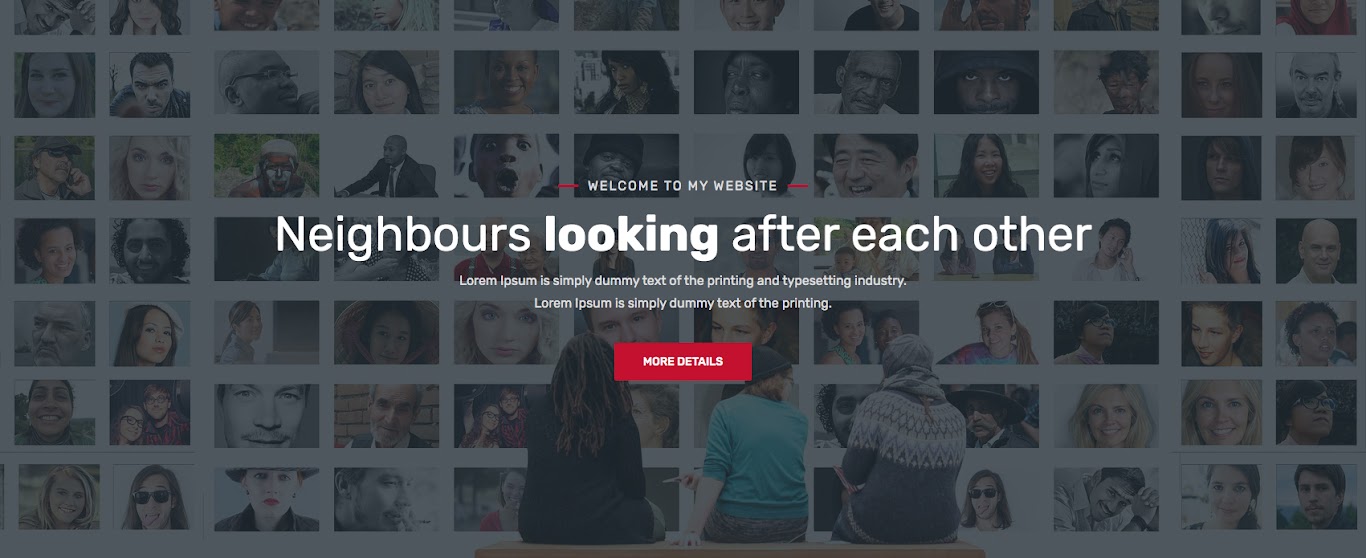 WELCOME TO MY WEBSITE
Neighbours looking after each other
Lorem Ipsum is simply dummy text of the printing and typesetting industry.
Lorem Ipsum is simply dummy text of the printing.
MORE DETAILS